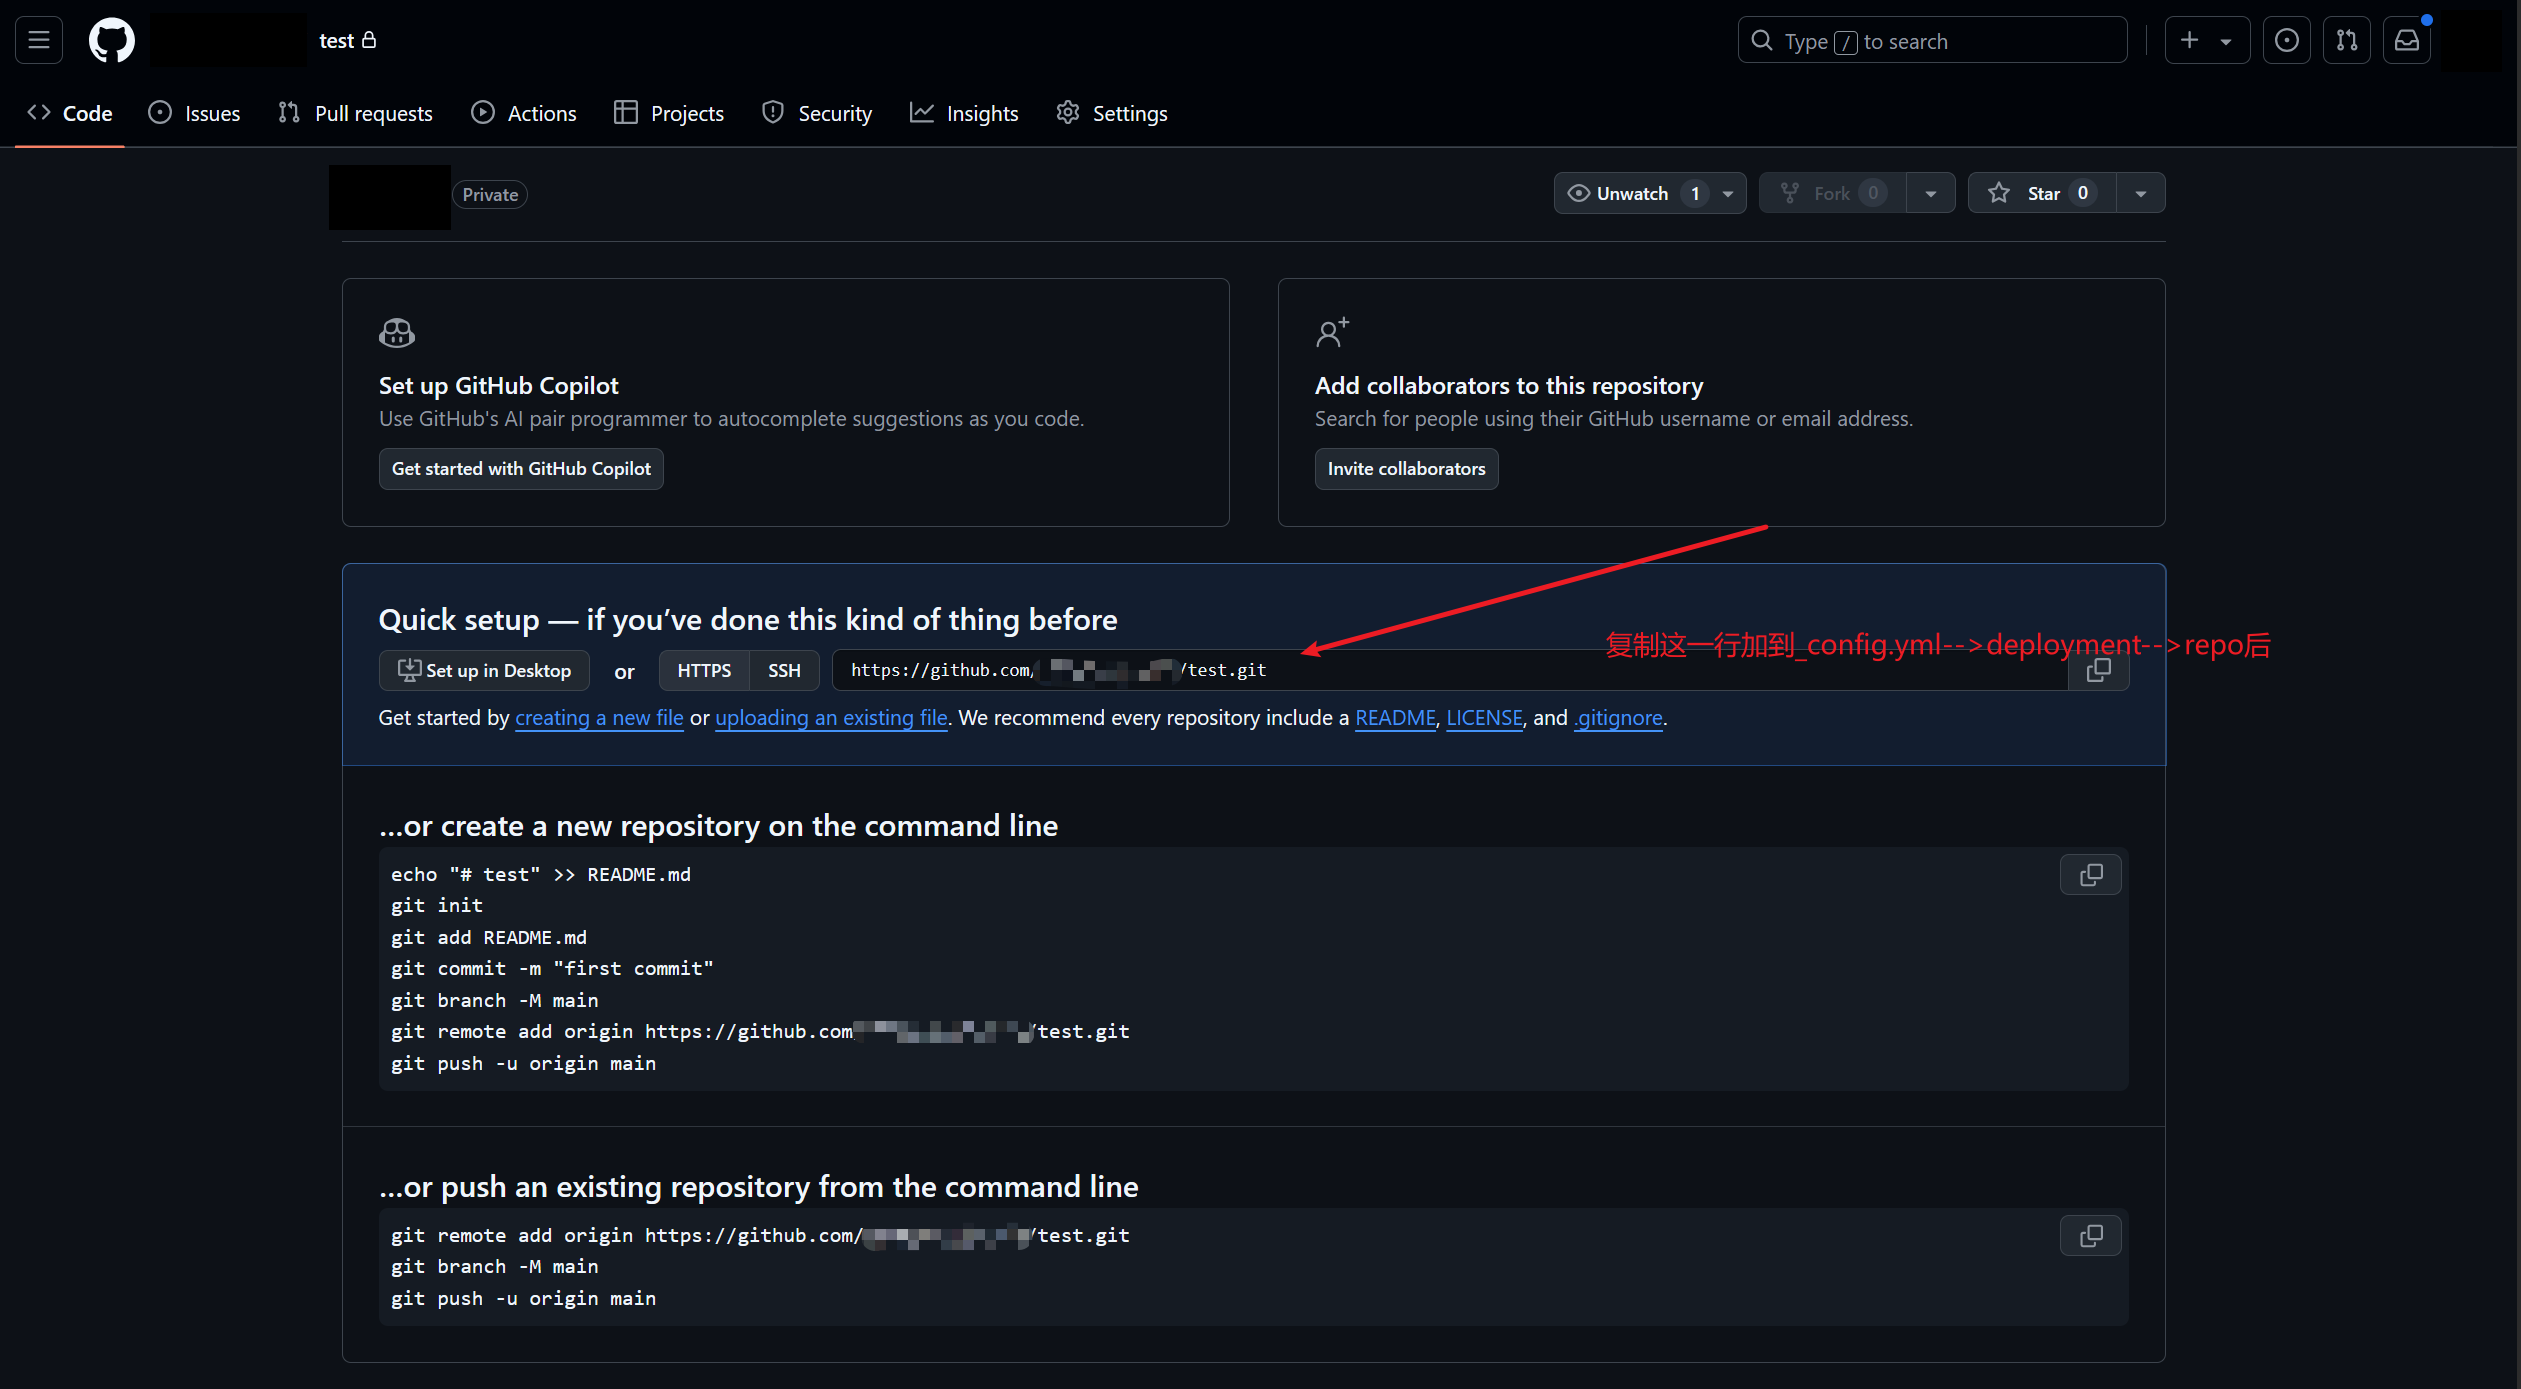 test
Type / to search
Code
Issues
Pull requests
Actions
Projects
Security
Insights
Settings
Private
Unwatch 1
Fork 0
Star 0
Set up GitHub Copilot
Use GitHub's AI pair programmer to autocomplete suggestions as you code.
Get started with GitHub Copilot
Add collaborators to this repository
Search for people using their GitHub username or email address.
Invite collaborators
Quick setup — if you’ve done this kind of thing before
复制这一行加到_config.yml-->deployment-->repo后
Set up in Desktop or HTTPS SSH https://github.com/ /test.git
Get started by creating a new file or uploading an existing file. We recommend every repository include a README, LICENSE, and .gitignore.
…or create a new repository on the command line
echo "# test" >> README.md
git init
git add README.md
git commit -m "first commit"
git branch -M main
git remote add origin https://github.com /test.git
git push -u origin main
…or push an existing repository from the command line
git remote add origin https://github.com/ /test.git
git branch -M main
git push -u origin main